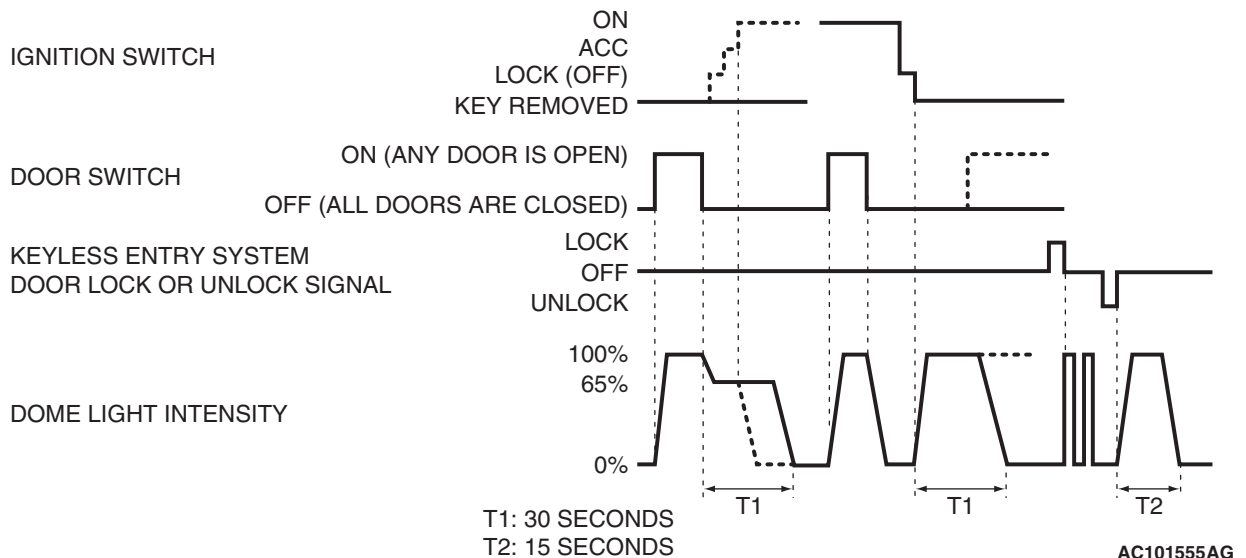 IGNITION SWITCH
ON
ACC
LOCK (OFF)
KEY REMOVED
DOOR SWITCH
ON (ANY DOOR IS OPEN)
OFF (ALL DOORS ARE CLOSED)
KEYLESS ENTRY SYSTEM
DOOR LOCK OR UNLOCK SIGNAL
LOCK
OFF
UNLOCK
DOME LIGHT INTENSITY
100%
65%
0%
T1
T1
T2
T1: 30 SECONDS
T2: 15 SECONDS
AC101555AG